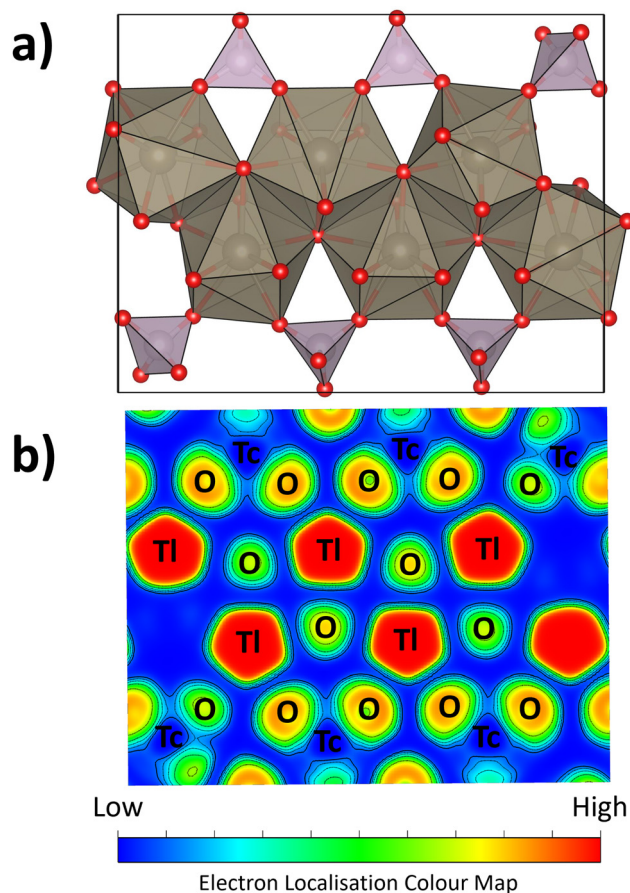 a)
b)
Tc Tc Tc
O O O O O
Tl O Tl O Tl
Tl O Tl O
O O O O O
Tc Tc Tc
Low High
Electron Localisation Colour Map